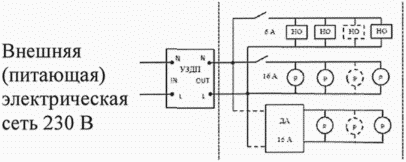 Внешняя
(питающая)
электрическая
сеть 230 В
N N
УЗДП
IN OUT
L L
6 А
НО НО НО НО
16 А
Р Р Р Р
ДА
16 А
Р Р Р